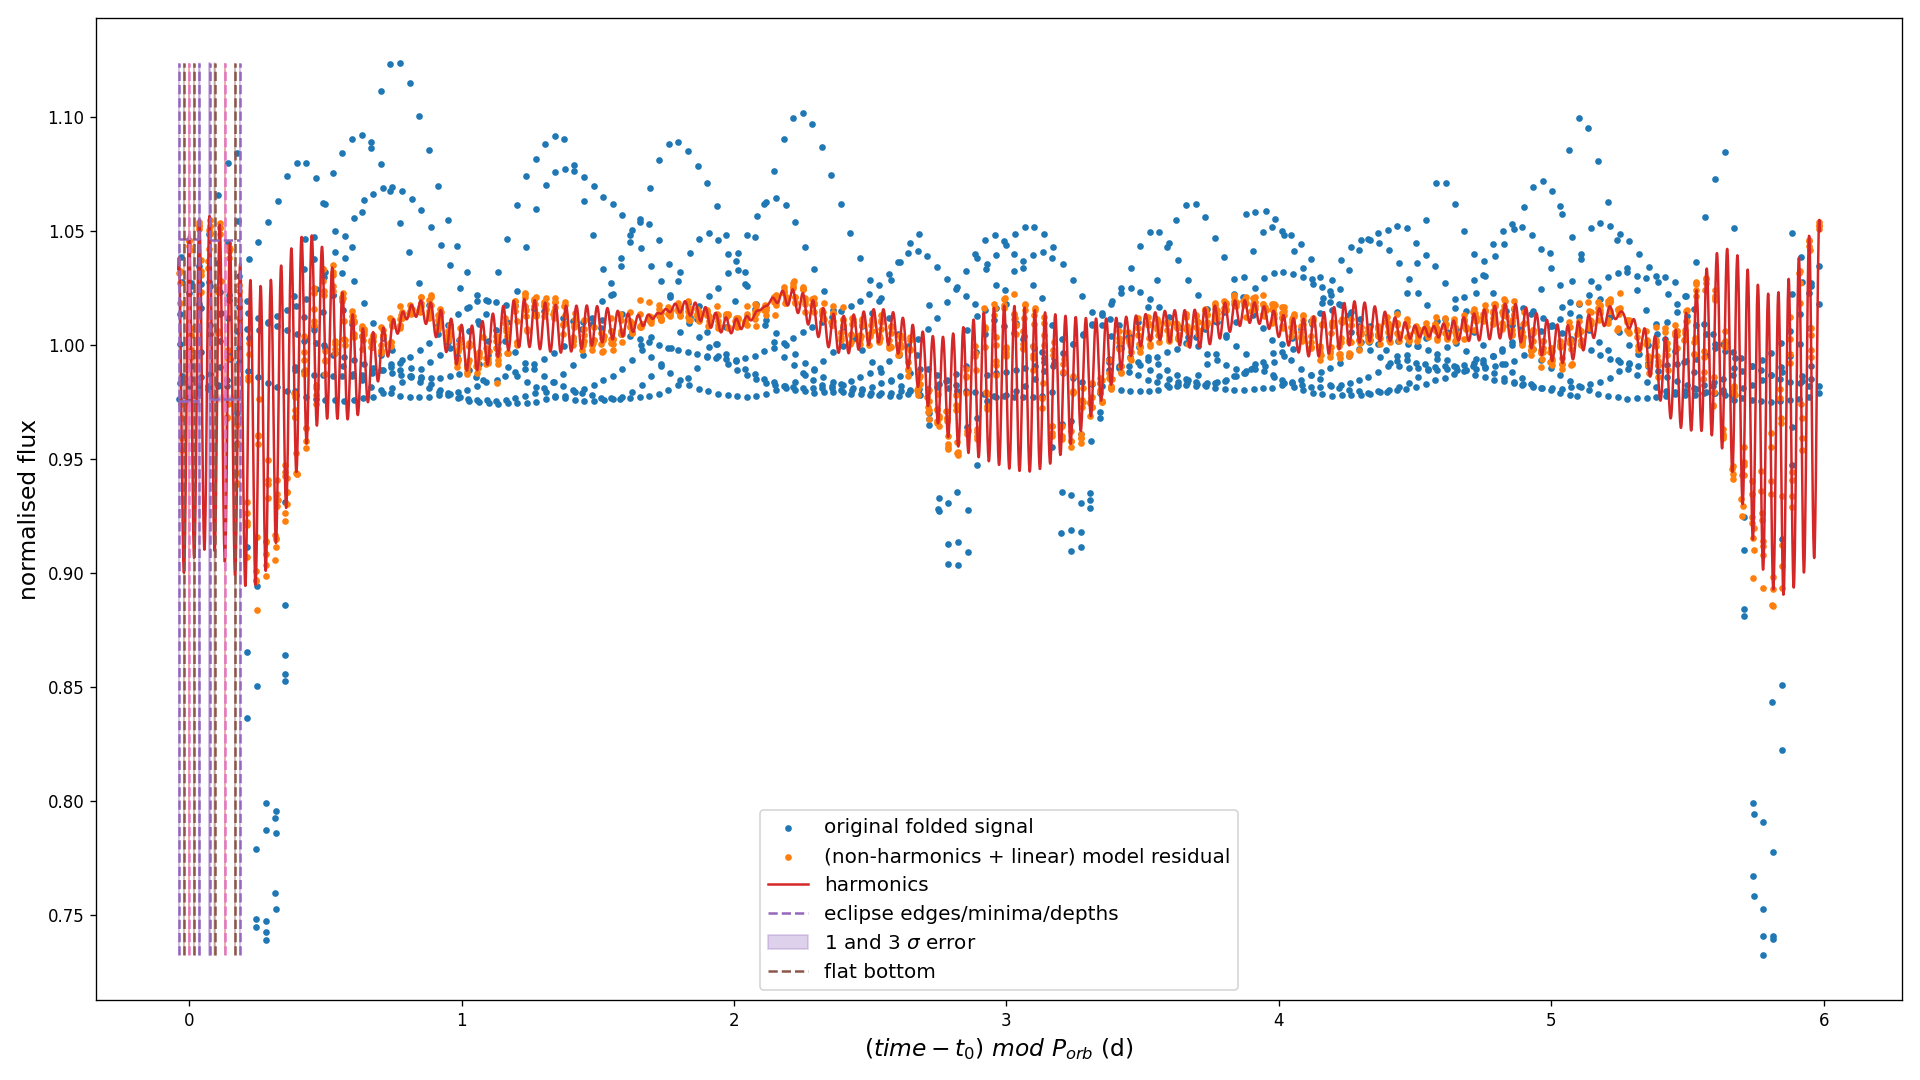 normalised flux
1.10
1.05
1.00
0.95
0.90
0.85
0.80
0.75
original folded signal
(non-harmonics + linear) model residual
harmonics
eclipse edges/minima/depths
1 and 3 σ error
flat bottom
0 1 2 3 4 5 6
(time − t₀) mod P_orb (d)